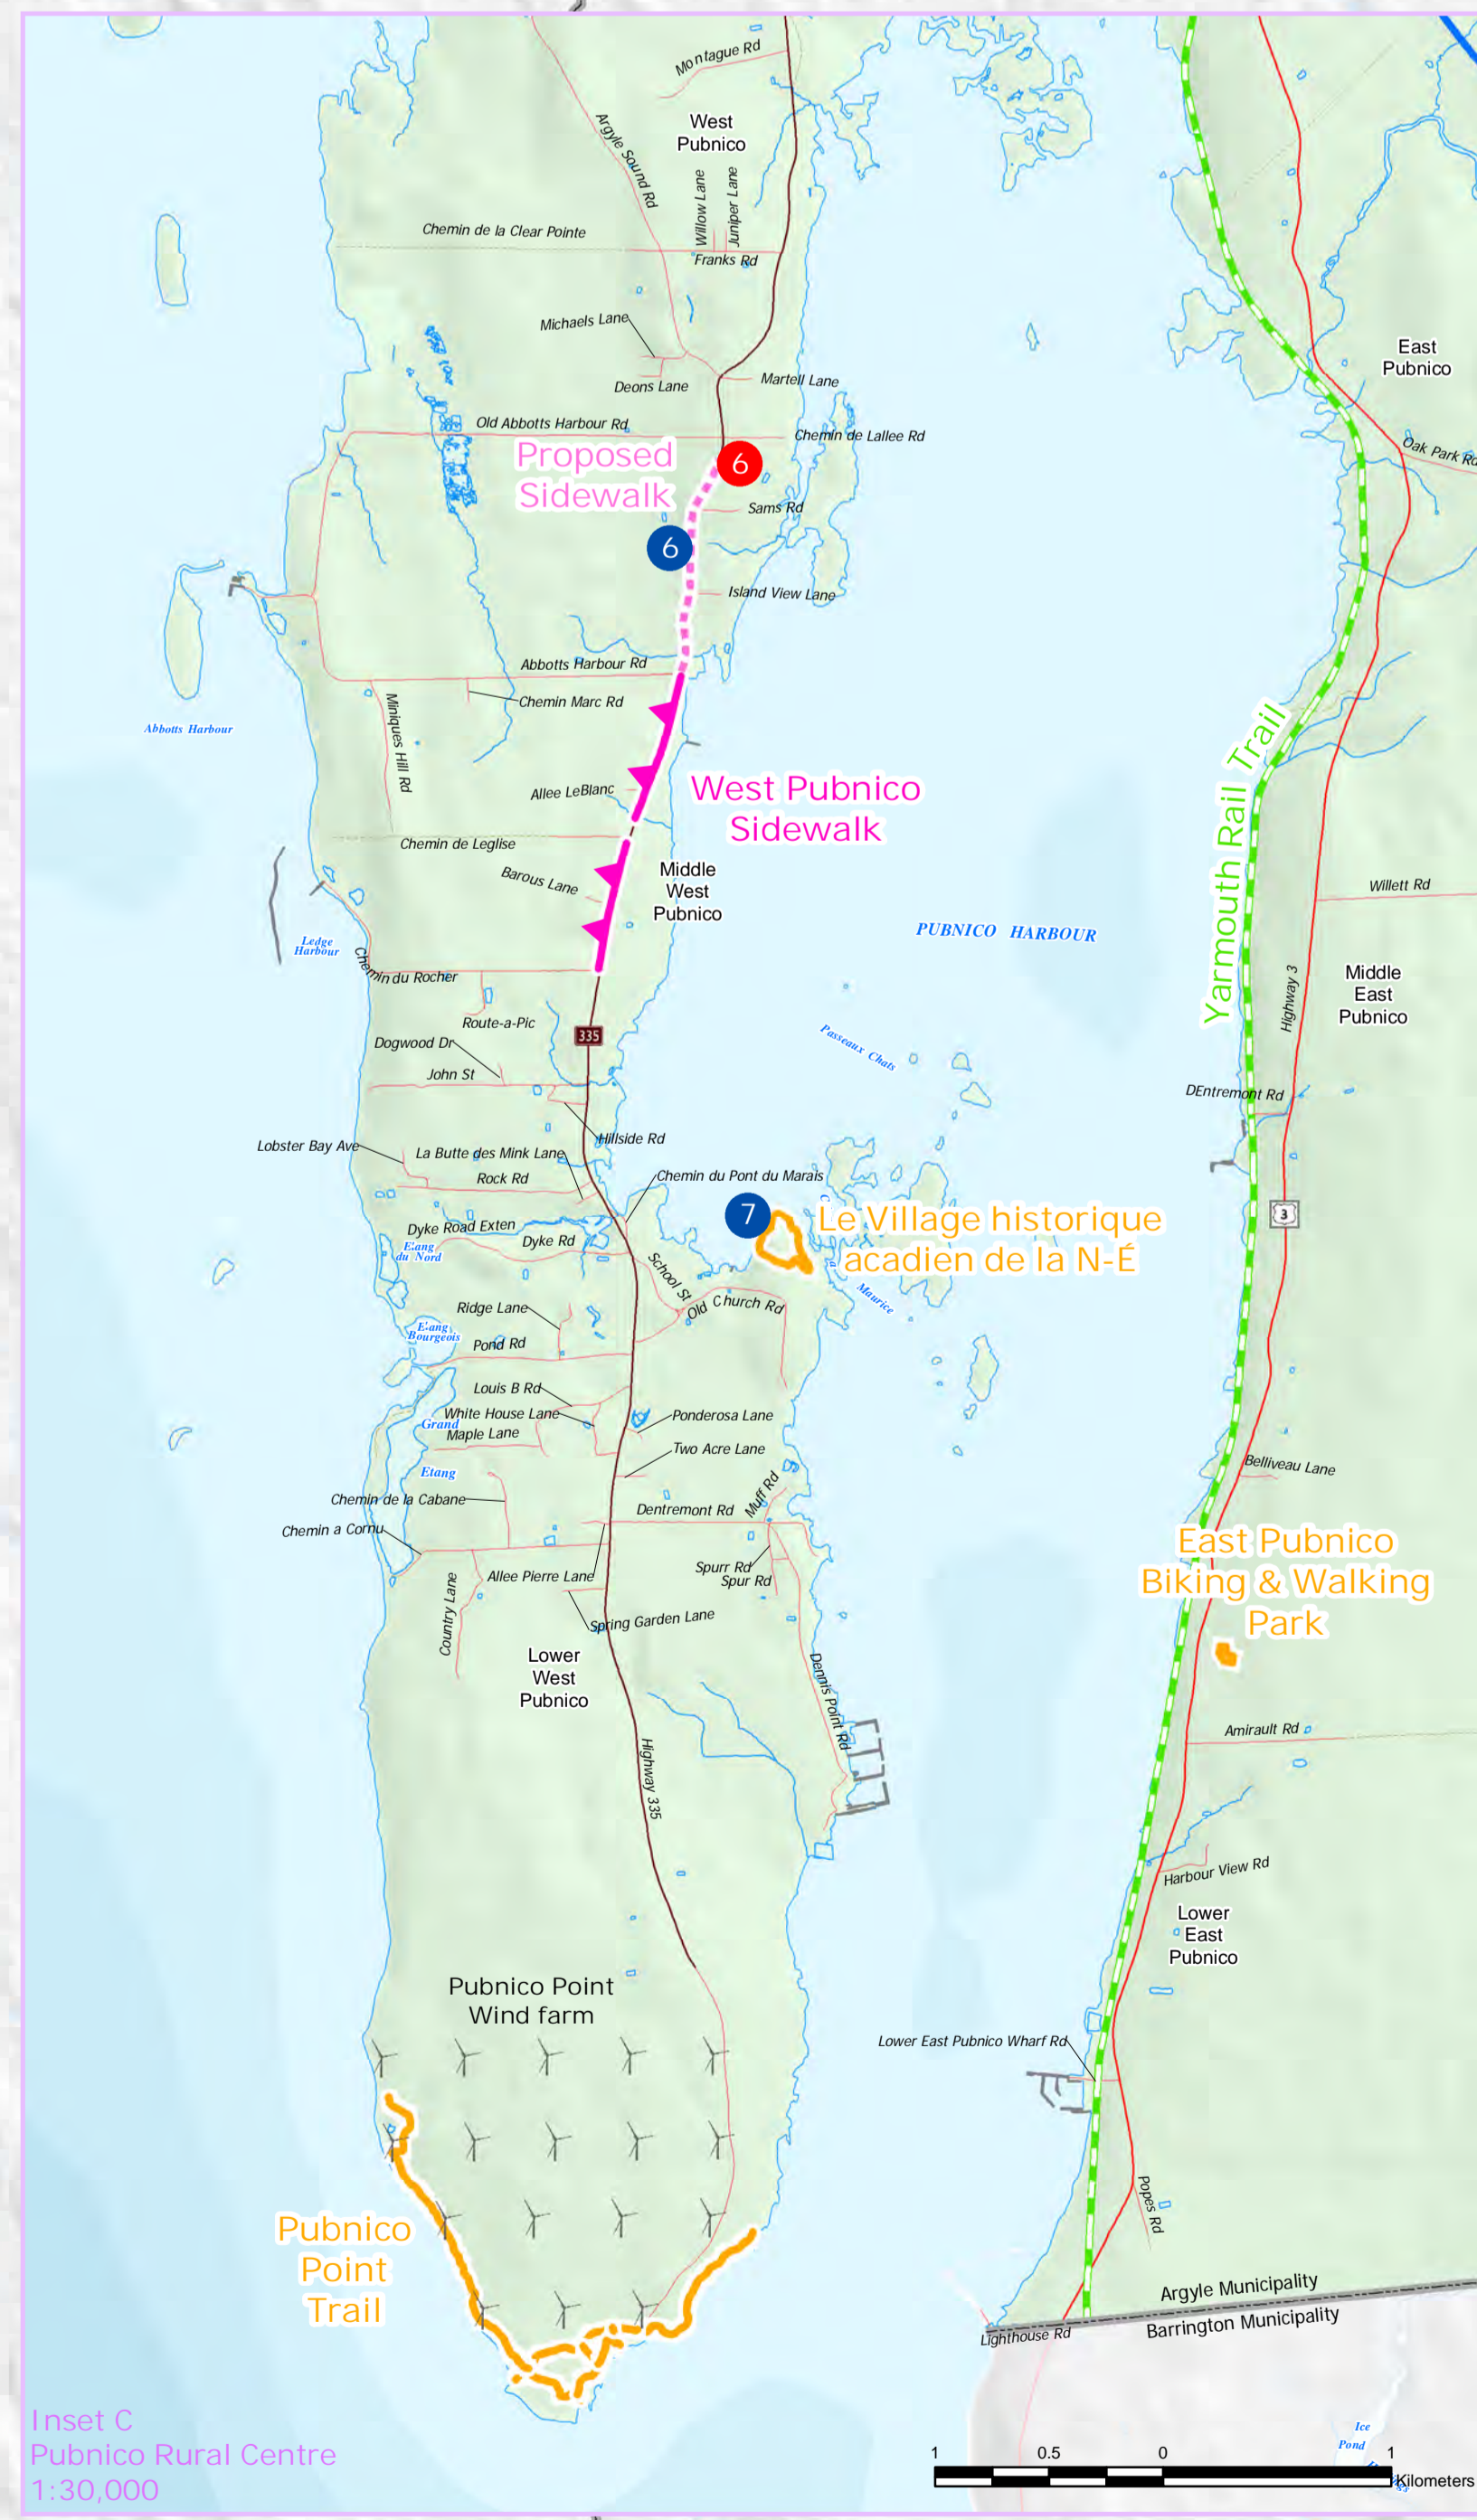 Montague Rd
West
Pubnico
Argyle Sound Rd
Willow Lane
Juniper Lane
Chemin de la Clear Pointe
Franks Rd
Michaels Lane
Deons Lane
Martell Lane
East
Pubnico
Old Abbotts Harbour Rd
Chemin de Lallee Rd
Oak Park Rd
Proposed
Sidewalk
6
Sams Rd
6
Island View Lane
Abbotts Harbour Rd
Chemin Marc Rd
Miniques Hill Rd
Abbotts Harbour
Allee LeBlanc
West Pubnico
Sidewalk
Yarmouth Rail Trail
Chemin de Leglise
Barous Lane
Middle
West
Pubnico
Willett Rd
PUBNICO HARBOUR
Ledge
Harbour
Chemin du Rocher
Highway 3
Middle
East
Pubnico
Route-a-Pic
335
Dogwood Dr
John St
Passeaux Chats
DEntremont Rd
Hillside Rd
Lobster Bay Ave
La Butte des Mink Lane
Rock Rd
Chemin du Pont du Marais
7
Le Village historique
acadien de la N-É
3
Dyke Road Exten
Dyke Rd
E'ang
du Nord
School St
Maurice
Ridge Lane
Old Church Rd
E'ang
Bourgeois
Pond Rd
Louis B Rd
White House Lane
Ponderosa Lane
Grand
Maple Lane
Two Acre Lane
Etang
Belliveau Lane
Chemin de la Cabane
Muff Rd
Dentremont Rd
Chemin a Cornu
East Pubnico
Biking & Walking
Park
Allee Pierre Lane
Spurr Rd
Spur Rd
Country Lane
Spring Garden Lane
Lower
West
Pubnico
Dennis Point Rd
Amirault Rd
Highway 335
Harbour View Rd
Lower
East
Pubnico
Pubnico Point
Wind farm
Lower East Pubnico Wharf Rd
Popes Rd
Pubnico
Point
Trail
Argyle Municipality
Barrington Municipality
Lighthouse Rd
Inset C
Pubnico Rural Centre
1:30,000
Ice
Pond
1 0.5 0 1
Kilometers